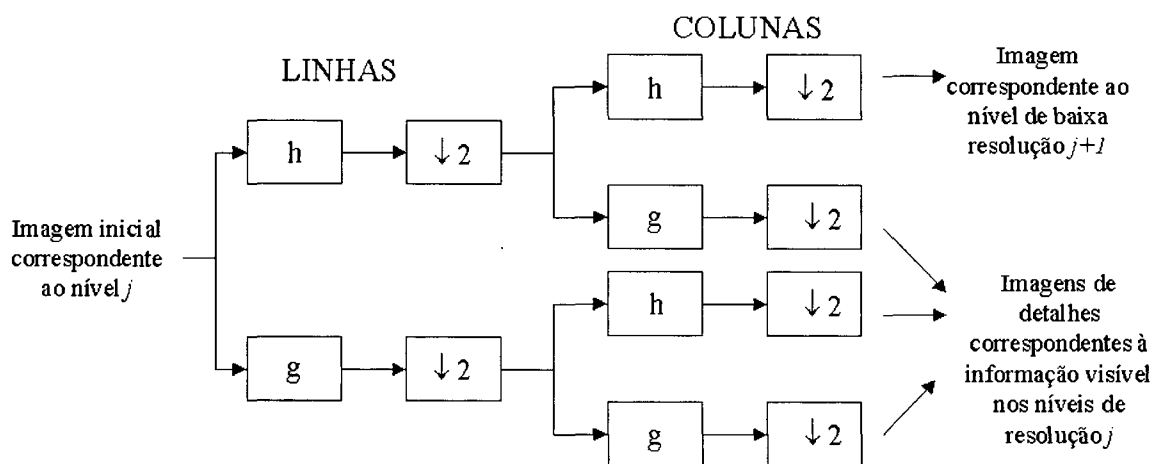 COLUNAS
LINHAS
h
↓2
Imagem
correspondente ao
nível de baixa
resolução j+1
h
↓2
g
↓2
Imagem inicial
correspondente
ao nível j
h
↓2
Imagens de
detalhes
correspondentes à
informação visível
nos níveis de
resolução j
g
↓2
g
↓2